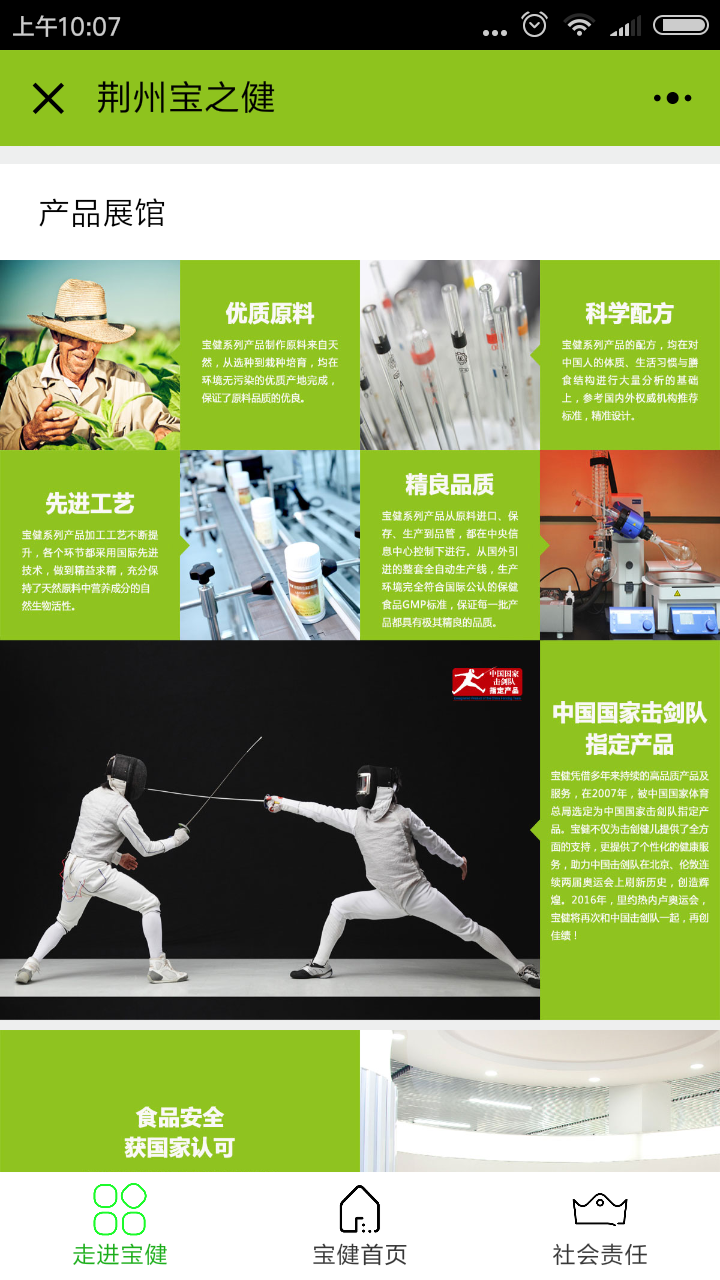 上午10:07
荆州宝之健
产品展馆
优质原料
宝健系列产品制作原料来自天
然，从选种到栽种培育，均在
环境无污染的优质产地完成，
保证了原料品质的优良。
科学配方
宝健系列产品的配方，均在对
中国人的体质、生活习惯与膳
食结构进行大量分析的基础
上，参考国内外权威机构推荐
标准，精准设计。
先进工艺
宝健系列产品加工工艺不断提
升，各个环节都采用国际先进
技术，做到精益求精，充分保
持了天然原料中营养成分的自
然生物活性。
精良品质
宝健系列产品从原料进口、保
存、生产到品管，都在中央信
息中心控制下进行。从国外引
进的整套全自动生产线，生产
环境完全符合国际公认的保健
食品GMP标准，保证每一批产
品都具有极其精良的品质。
中国国家
击剑队
指定产品
中国国家击剑队
指定产品
宝健凭借多年来持续的高品质产品及
服务，在2007年，被中国国家体育
总局选定为中国国家击剑队指定产
品。宝健不仅为击剑健儿提供了全方
面的支持，更提供了个性化的健康服
务，助力中国击剑队在北京、伦敦连
续两届奥运会上刷新历史，创造辉
煌。2016年，里约热内卢奥运会，
宝健将再次和中国击剑队一起，再创
佳绩！
食品安全
获国家认可
走进宝健
宝健首页
社会责任